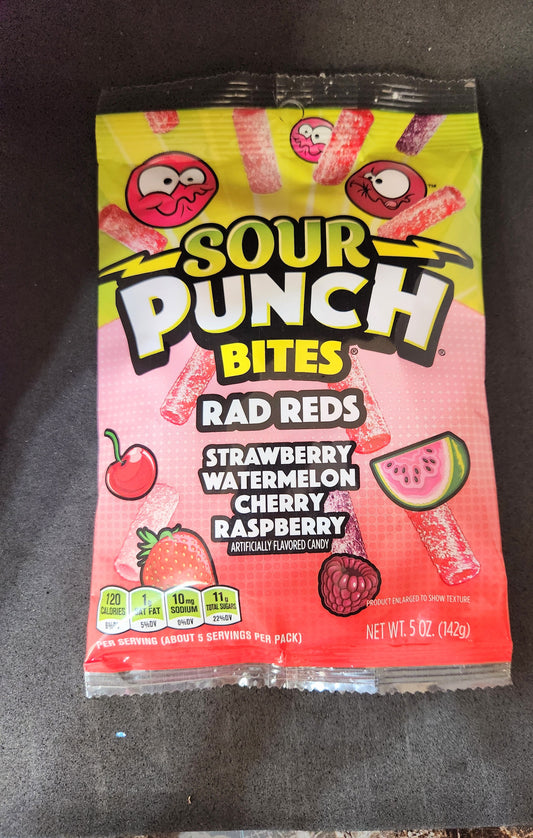 SOUR
PUNCH
BITES®
RAD REDS
STRAWBERRY
WATERMELON
CHERRY
RASPBERRY
ARTIFICIALLY FLAVORED CANDY
120 CALORIES
1g SAT FAT 5%DV
10mg SODIUM 0%DV
11g TOTAL SUGARS 22%DV
PER SERVING (ABOUT 5 SERVINGS PER PACK)
PRODUCT ENLARGED TO SHOW TEXTURE
NET WT. 5 OZ. (142g)